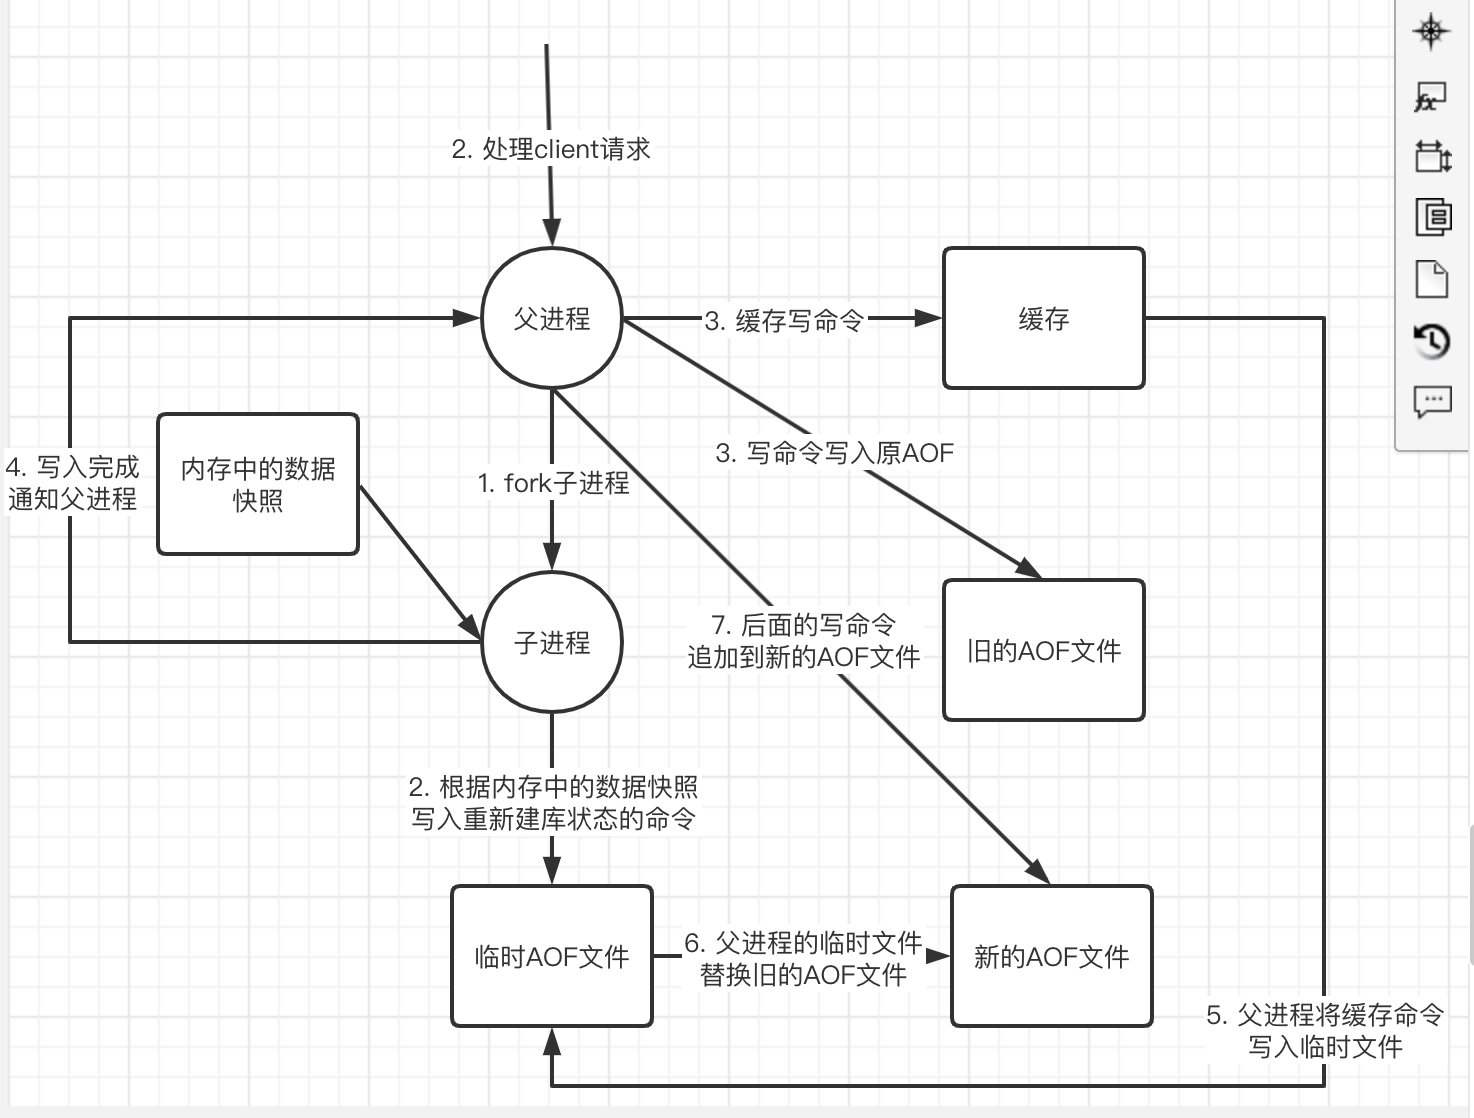 2. 处理client请求
父进程
3. 缓存写命令
缓存
4. 写入完成
通知父进程
内存中的数据
快照
1. fork子进程
3. 写命令写入原AOF
子进程
7. 后面的写命令
追加到新的AOF文件
旧的AOF文件
2. 根据内存中的数据快照
写入重新建库状态的命令
临时AOF文件
6. 父进程的临时文件
替换旧的AOF文件
新的AOF文件
5. 父进程将缓存命令
写入临时文件
fx